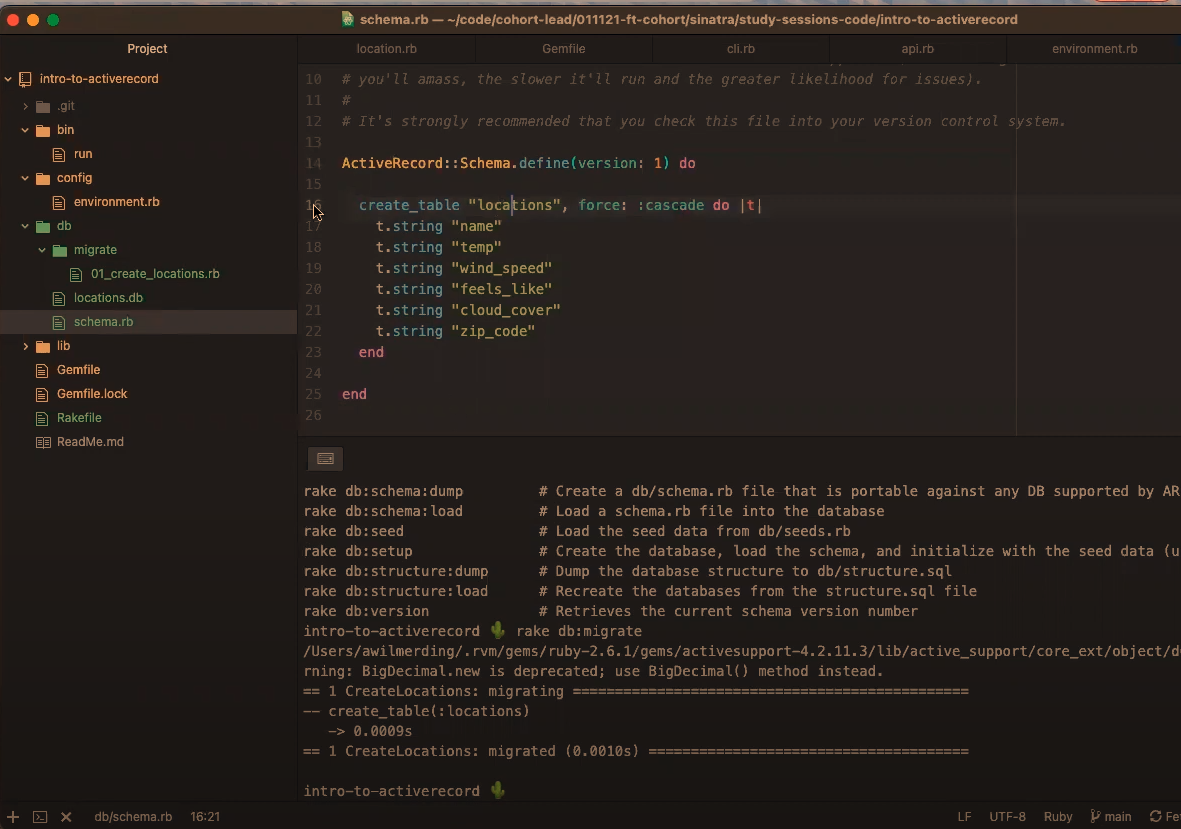 schema.rb — ~/code/cohort-lead/011121-ft-cohort/sinatra/study-sessions-code/intro-to-activerecord
Project
intro-to-activerecord
.git
bin
run
config
environment.rb
db
migrate
01_create_locations.rb
locations.db
schema.rb
lib
Gemfile
Gemfile.lock
Rakefile
ReadMe.md
location.rb Gemfile cli.rb api.rb environment.rb
10 # you'll amass, the slower it'll run and the greater likelihood for issues).
11 #
12 # It's strongly recommended that you check this file into your version control system.
13
14 ActiveRecord::Schema.define(version: 1) do
15
16 create_table "locations", force: :cascade do |t|
17 t.string "name"
18 t.string "temp"
19 t.string "wind_speed"
20 t.string "feels_like"
21 t.string "cloud_cover"
22 t.string "zip_code"
23 end
24
25 end
26
rake db:schema:dump # Create a db/schema.rb file that is portable against any DB supported by AR
rake db:schema:load # Load a schema.rb file into the database
rake db:seed # Load the seed data from db/seeds.rb
rake db:setup # Create the database, load the schema, and initialize with the seed data (u
rake db:structure:dump # Dump the database structure to db/structure.sql
rake db:structure:load # Recreate the databases from the structure.sql file
rake db:version # Retrieves the current schema version number
intro-to-activerecord 🌵 rake db:migrate
/Users/awilmerding/.rvm/gems/ruby-2.6.1/gems/activesupport-4.2.11.3/lib/active_support/core_ext/object/d
rning: BigDecimal.new is deprecated; use BigDecimal() method instead.
== 1 CreateLocations: migrating ===============================================
-- create_table(:locations)
-> 0.0009s
== 1 CreateLocations: migrated (0.0010s) ======================================
intro-to-activerecord 🌵
db/schema.rb 16:21 LF UTF-8 Ruby main Fe